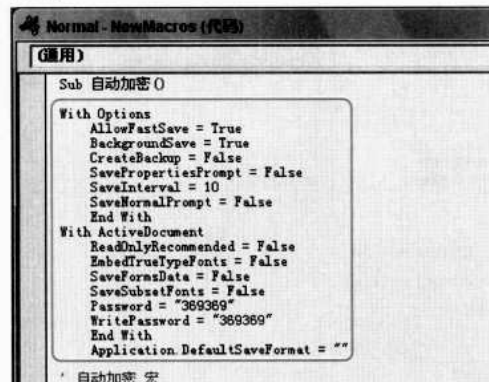 Normal - NewMacros (代码)
(通用)
Sub 自动加密()
With Options
AllowFastSave = True
BackgroundSave = True
CreateBackup = False
SavePropertiesPrompt = False
SaveInterval = 10
SaveNormalPrompt = False
End With
With ActiveDocument
ReadOnlyRecommended = False
EmbedTrueTypeFonts = False
SaveFormsData = False
SaveSubsetFonts = False
Password = "369369"
WritePassword = "369369"
End With
Application.DefaultSaveFormat = ""
' 自动加密 宏